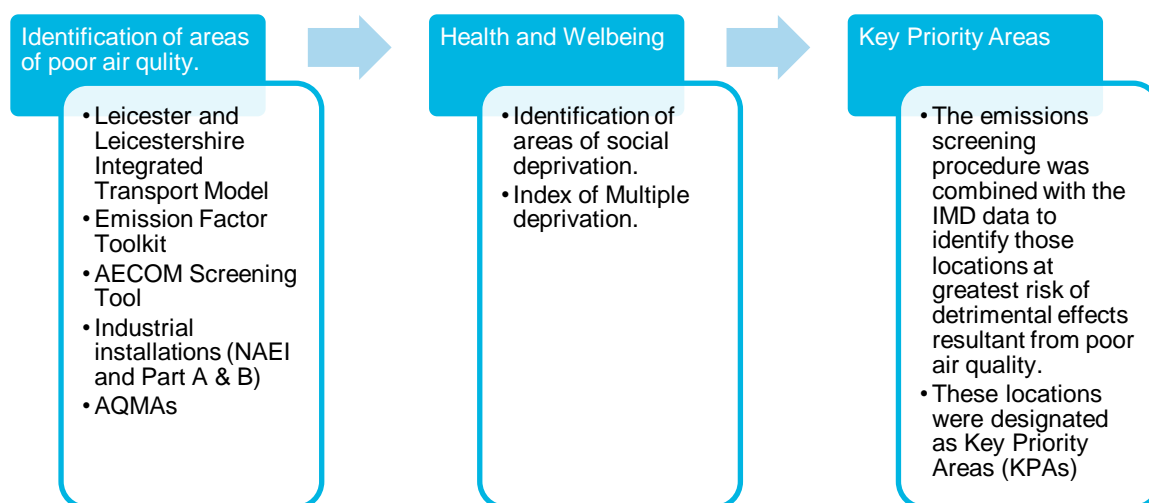 Identification of areas
of poor air qulity.
• Leicester and
Leicestershire
Integrated
Transport Model
• Emission Factor
Toolkit
• AECOM Screening
Tool
• Industrial
installations (NAEI
and Part A & B)
• AQMAs
Health and Welbeing
• Identification of
areas of social
deprivation.
• Index of Multiple
deprivation.
Key Priority Areas
• The emissions
screening
procedure was
combined with the
IMD data to
identify those
locations at
greatest risk of
detrimental effects
resultant from poor
air quality.
• These locations
were designated
as Key Priority
Areas (KPAs)